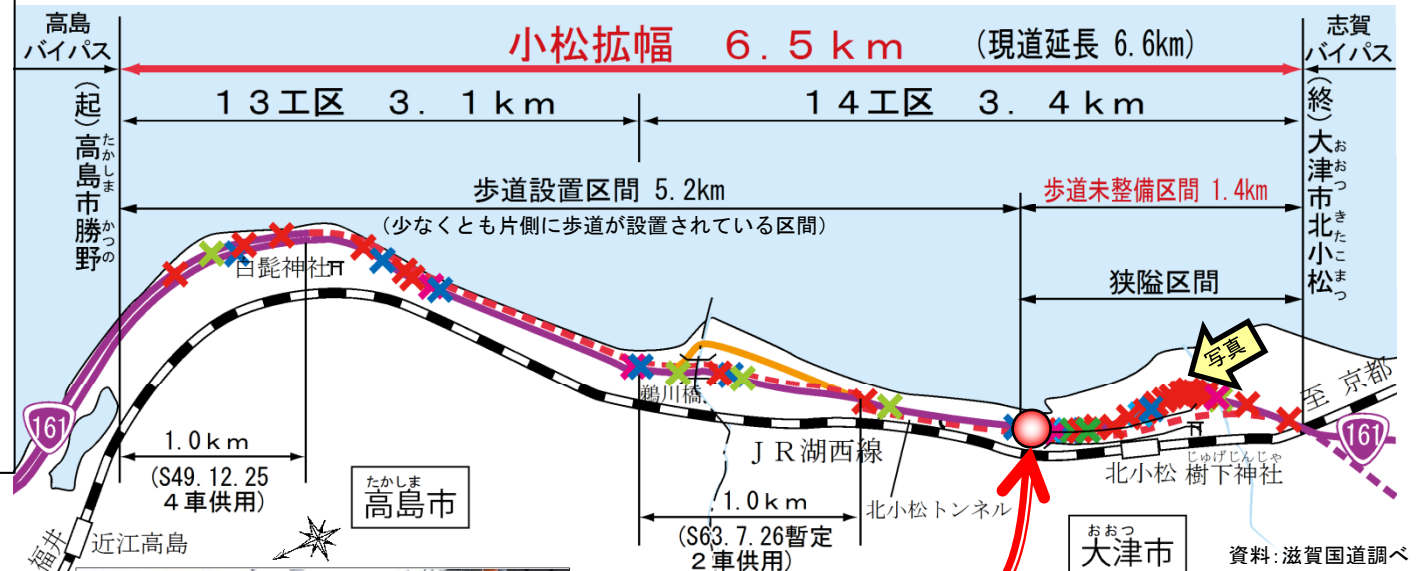 高島
バイパス
小松拡幅 6.5km
(現道延長 6.6km)
志賀
バイパス
13工区 3.1km
14工区 3.4km
(起)高島市勝野
たかしま かつの
(終)大津市北小松
おおつ きたこまつ
歩道設置区間 5.2km
(少なくとも片側に歩道が設置されている区間)
歩道未整備区間 1.4km
狭隘区間
白髭神社
写真
鵜川橋
至 京都
161
161
1.0km
(S49.12.25
4車供用)
JR湖西線
北小松
じゅげじんじゃ
樹下神社
たかしま
高島市
1.0km
(S63.7.26暫定
2車供用)
北小松トンネル
おおつ
大津市
福井
近江高島
資料:滋賀国道調べ